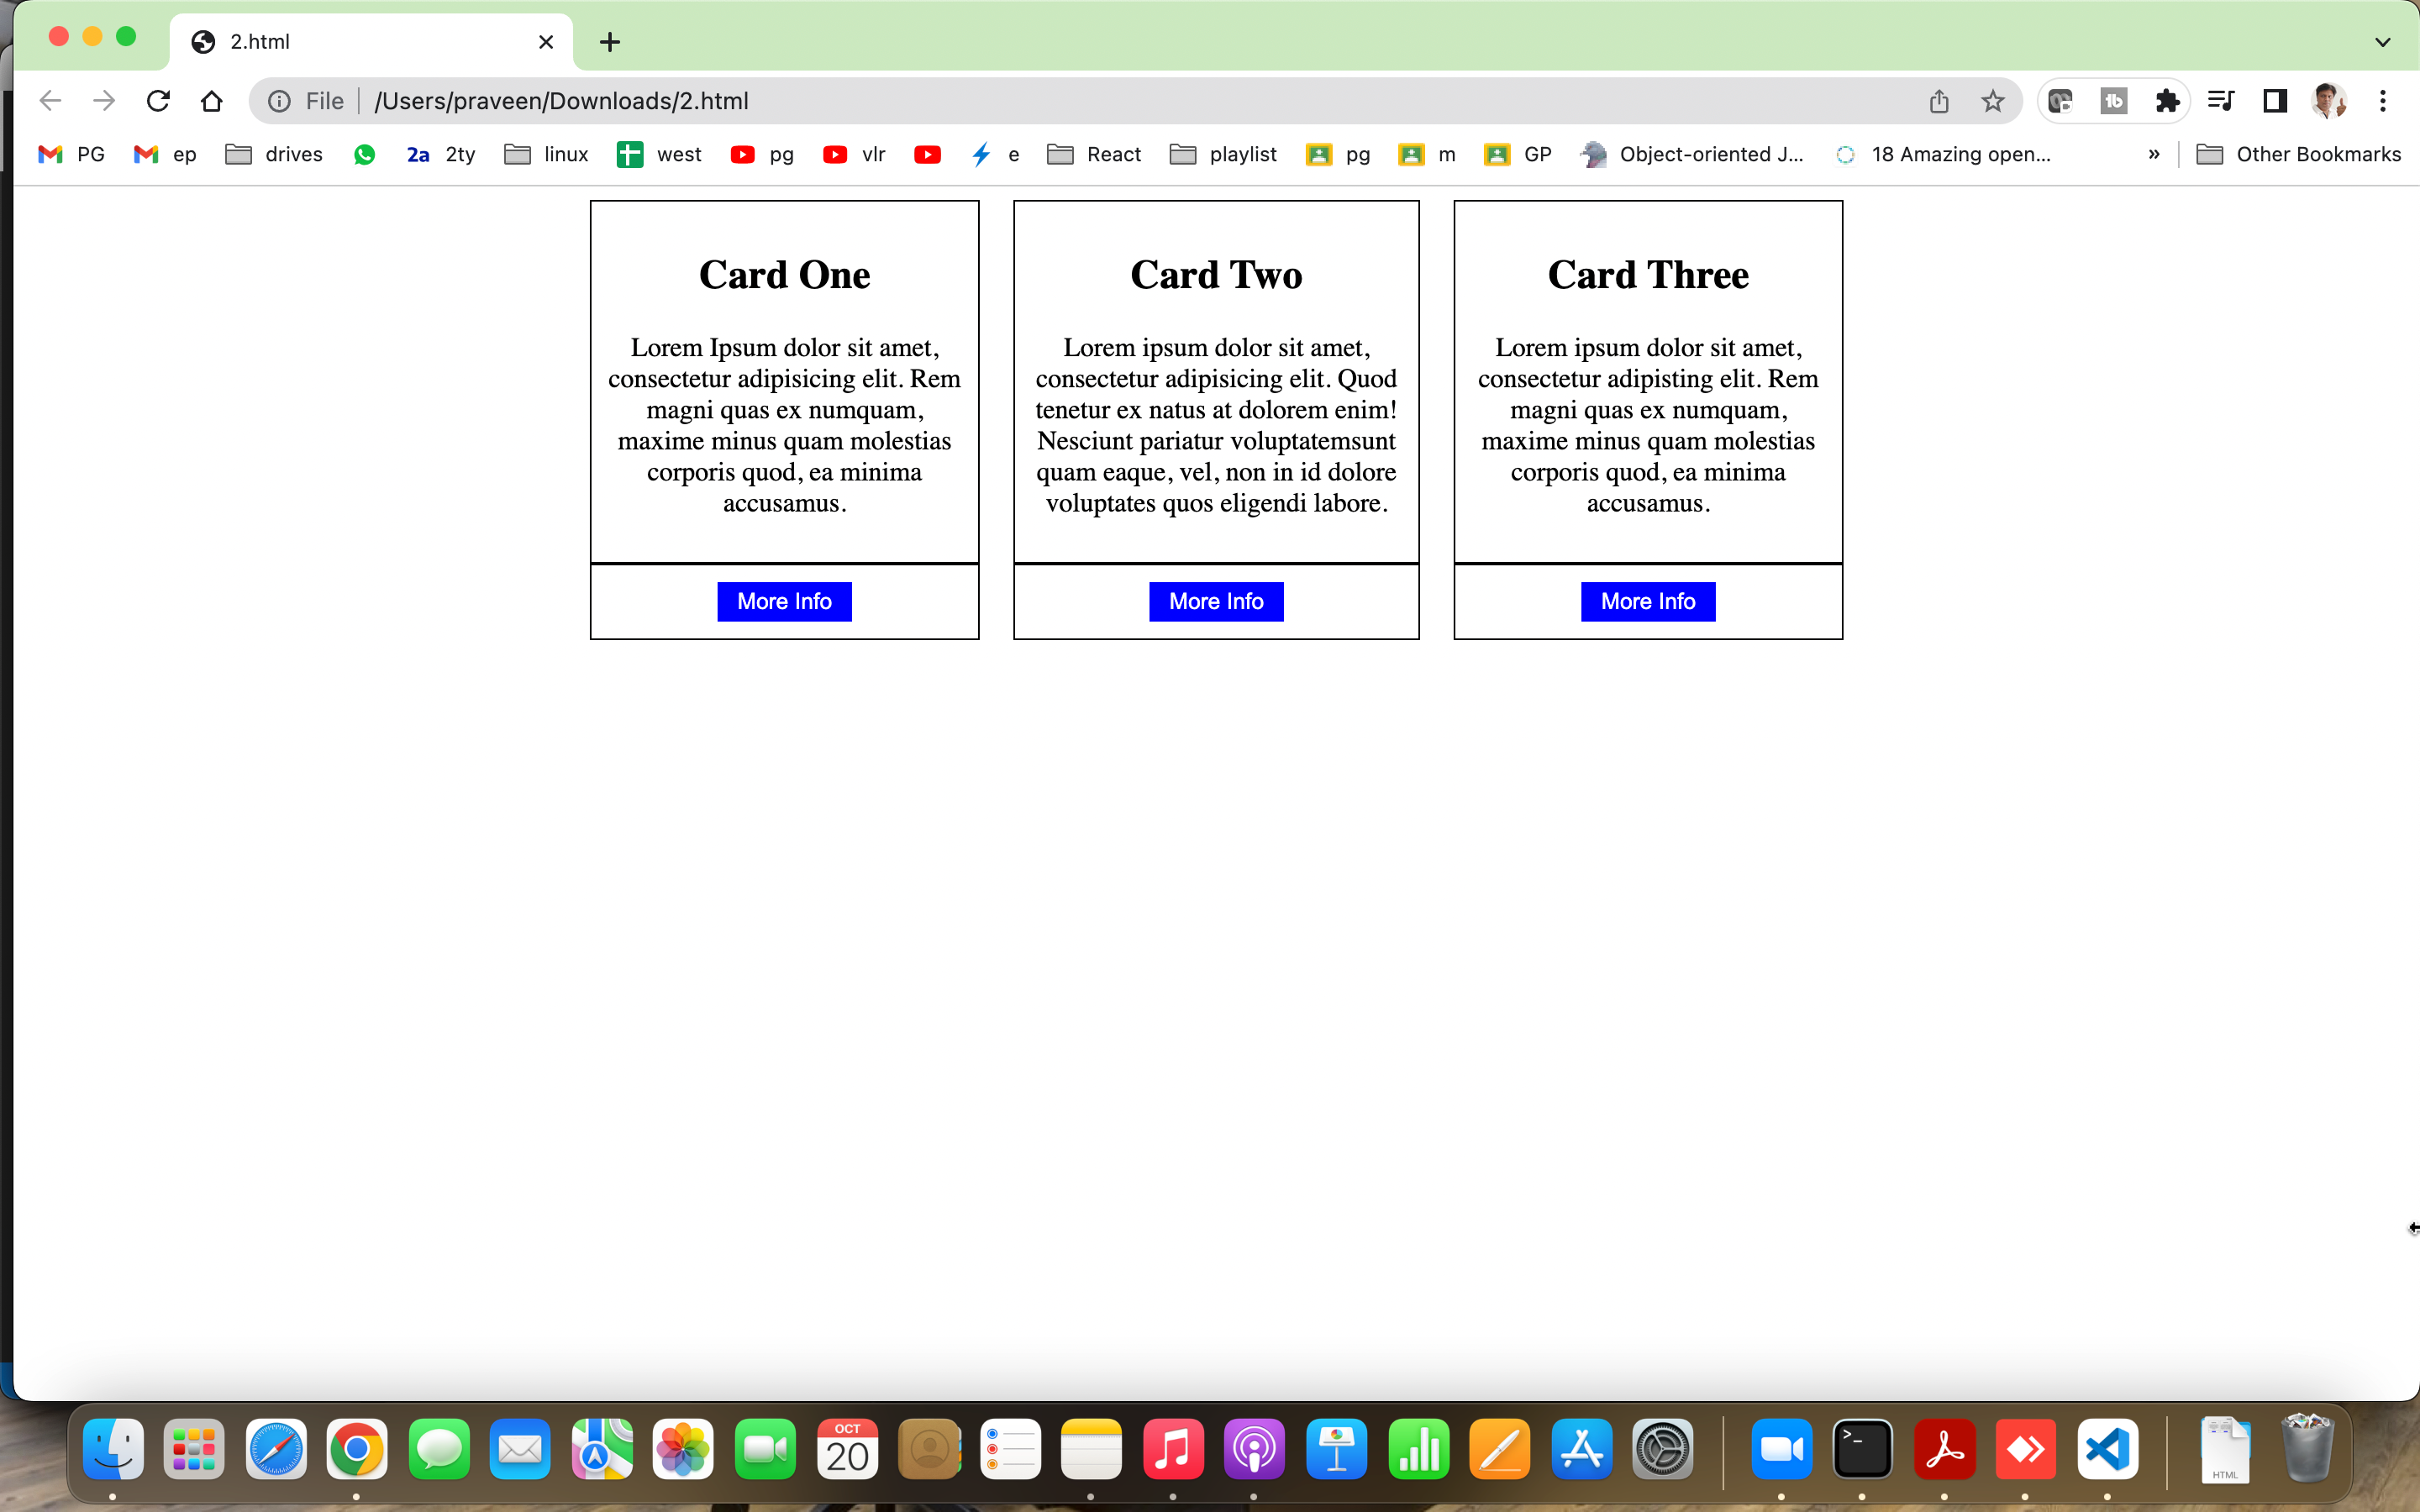 2.html
File /Users/praveen/Downloads/2.html
PG ep drives 2a 2ty linux west pg vlr e React playlist pg m GP Object-oriented J... 18 Amazing open... » Other Bookmarks
Card One
Lorem Ipsum dolor sit amet,
consectetur adipisicing elit. Rem
magni quas ex numquam,
maxime minus quam molestias
corporis quod, ea minima
accusamus.
More Info
Card Two
Lorem ipsum dolor sit amet,
consectetur adipisicing elit. Quod
tenetur ex natus at dolorem enim!
Nesciunt pariatur voluptatemsunt
quam eaque, vel, non in id dolore
voluptates quos eligendi labore.
More Info
Card Three
Lorem ipsum dolor sit amet,
consectetur adipisting elit. Rem
magni quas ex numquam,
maxime minus quam molestias
corporis quod, ea minima
accusamus.
More Info
OCT
20
>_
HTML